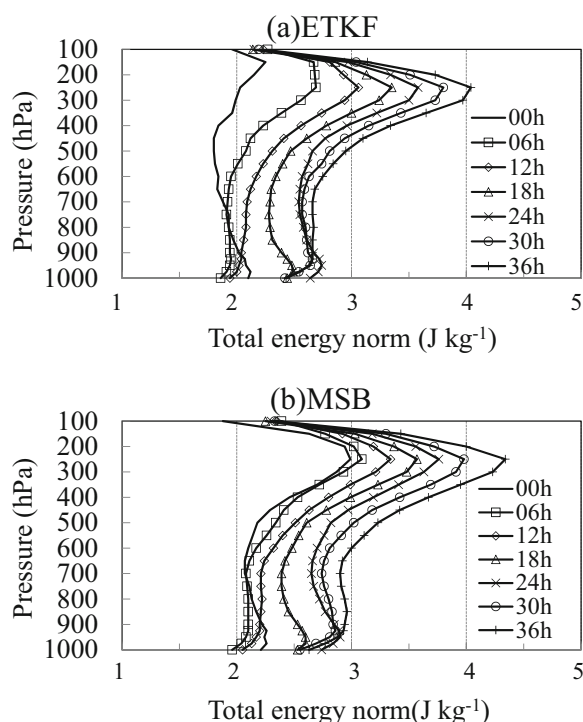 (a)ETKF
Pressure (hPa)
100
200
300
400
500
600
700
800
900
1000
00h
06h
12h
18h
24h
30h
36h
1 2 3 4 5
Total energy norm (J kg-1)
(b)MSB
Pressure (hPa)
100
200
300
400
500
600
700
800
900
1000
00h
06h
12h
18h
24h
30h
36h
1 2 3 4 5
Total energy norm(J kg-1)